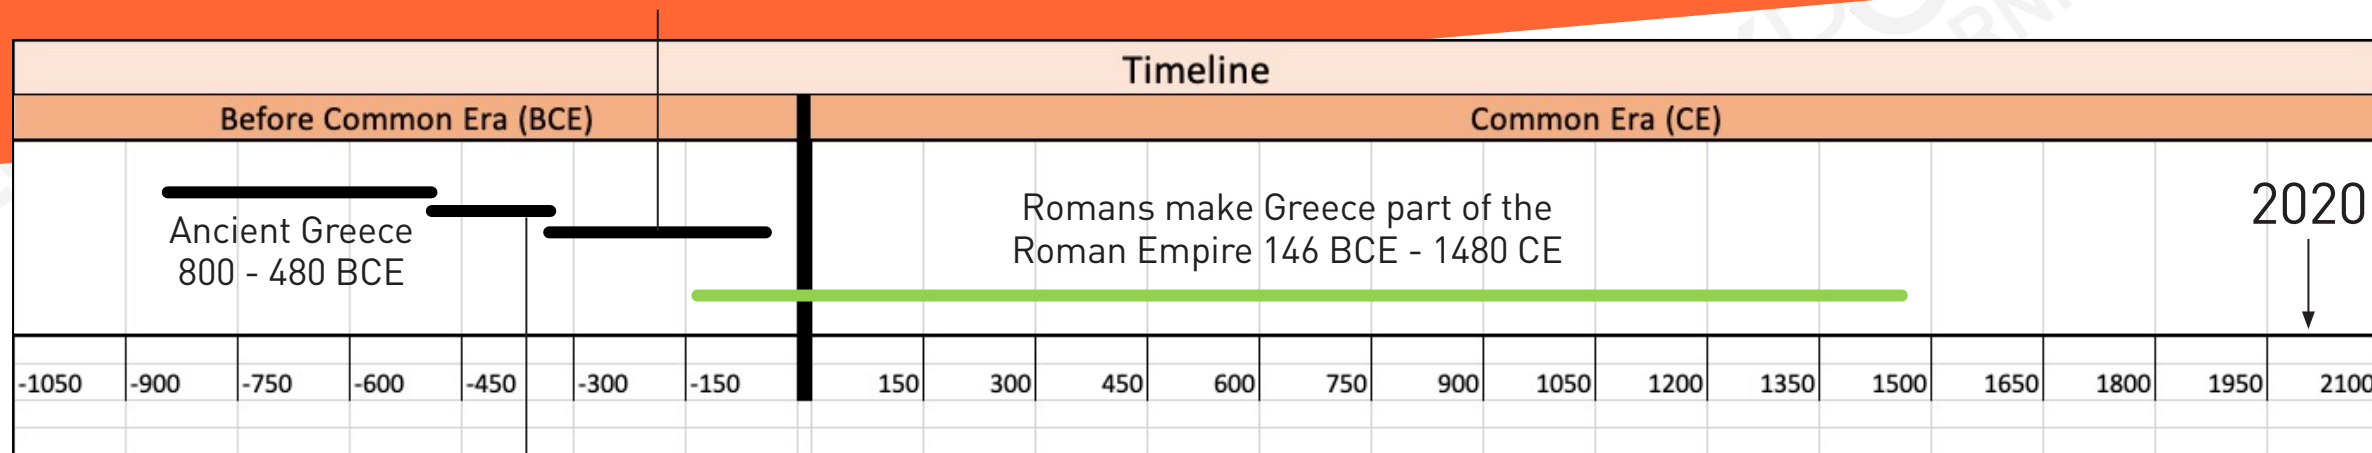 Timeline
Before Common Era (BCE) Common Era (CE)
Ancient Greece
800 - 480 BCE
Romans make Greece part of the
Roman Empire 146 BCE - 1480 CE
2020
-1050 -900 -750 -600 -450 -300 -150 150 300 450 600 750 900 1050 1200 1350 1500 1650 1800 1950 2100